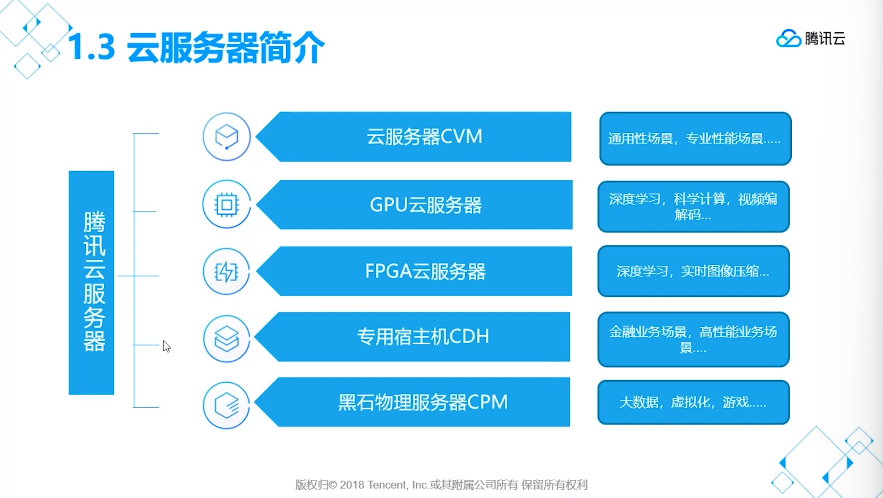 1.3 云服务器简介
腾讯云
腾讯云服务器
云服务器CVM
通用性场景，专业性能场景.....
GPU云服务器
深度学习，科学计算，视频编
解码...
FPGA云服务器
深度学习，实时图像压缩...
专用宿主机CDH
金融业务场景，高性能业务场
景....
黑石物理服务器CPM
大数据，虚拟化，游戏.....
版权归© 2018 Tencent, Inc.或其附属公司所有 保留所有权利